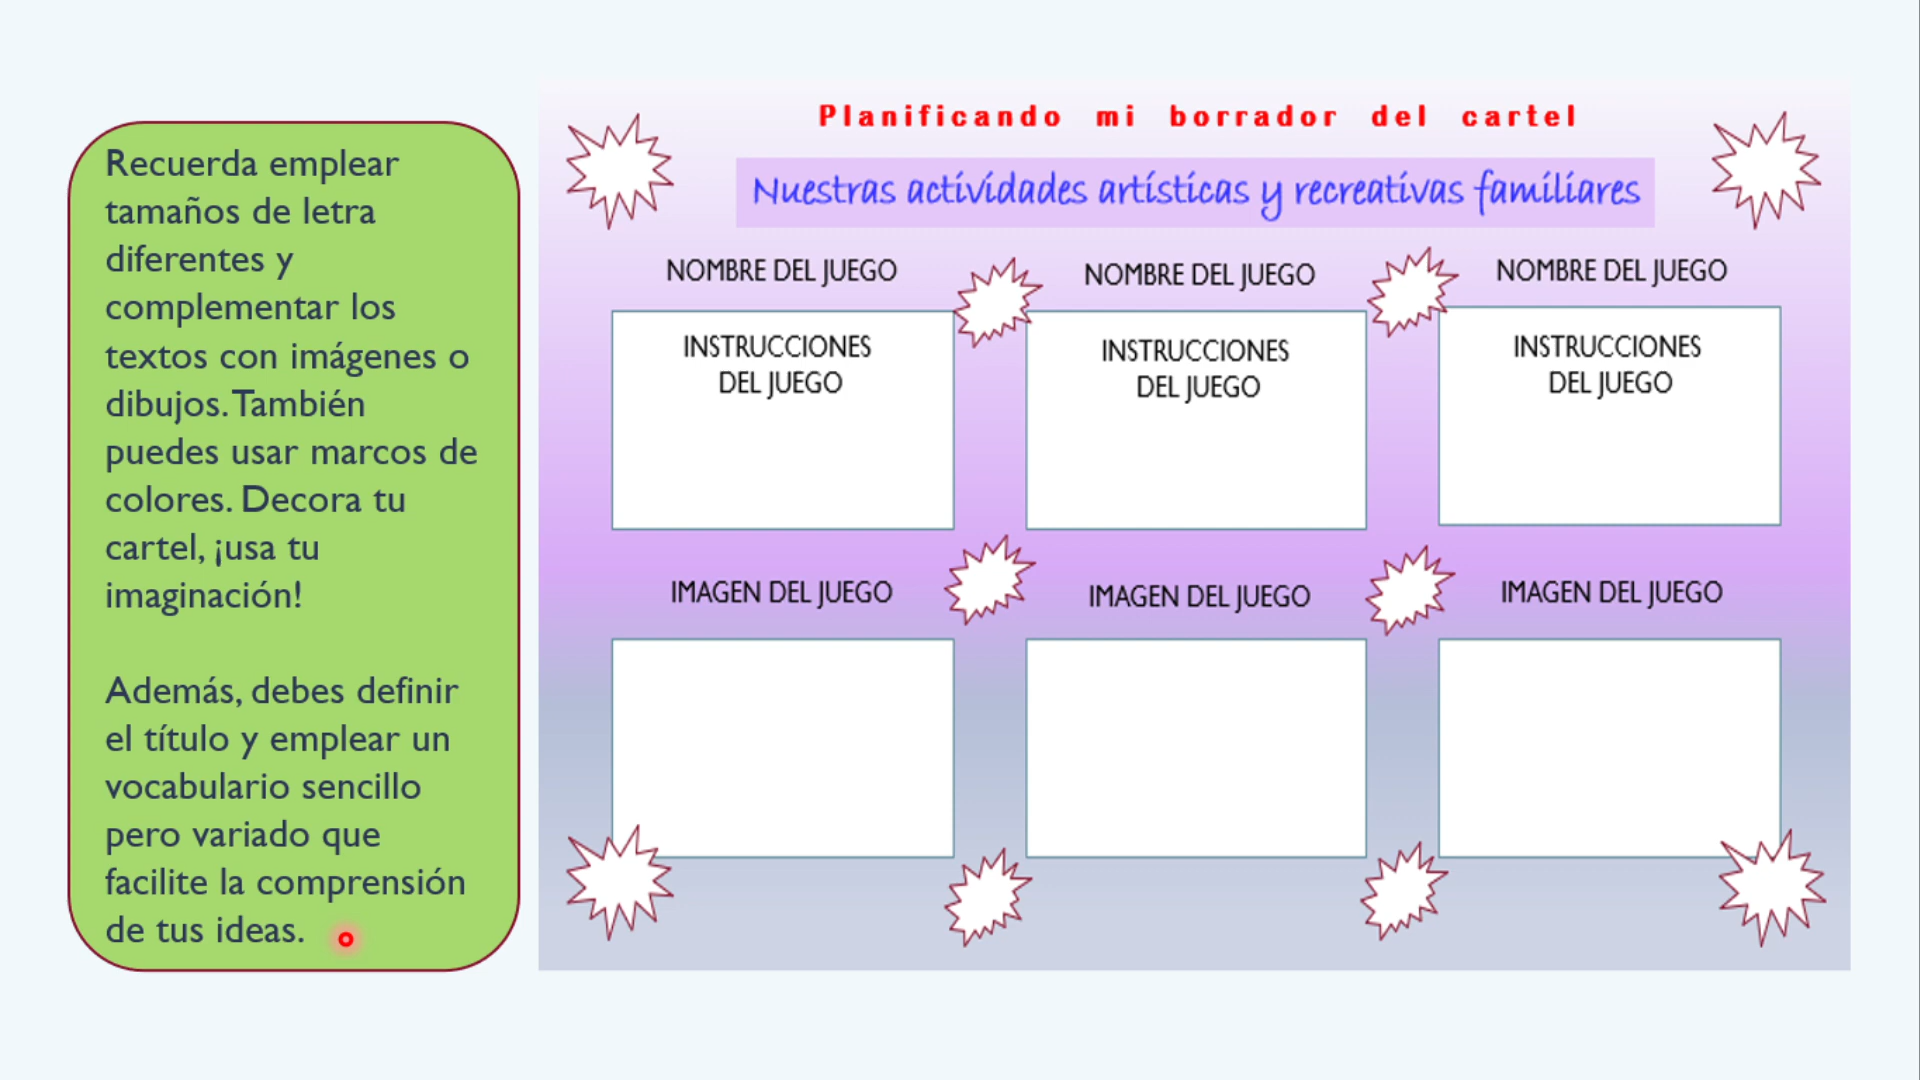 Recuerda emplear
tamaños de letra
diferentes y
complementar los
textos con imágenes o
dibujos. También
puedes usar marcos de
colores. Decora tu
cartel, ¡usa tu
imaginación!
Además, debes definir
el título y emplear un
vocabulario sencillo
pero variado que
facilite la comprensión
de tus ideas.
Planificando mi borrador del cartel
Nuestras actividades artísticas y recreativas familiares
NOMBRE DEL JUEGO
NOMBRE DEL JUEGO
NOMBRE DEL JUEGO
INSTRUCCIONES
DEL JUEGO
INSTRUCCIONES
DEL JUEGO
INSTRUCCIONES
DEL JUEGO
IMAGEN DEL JUEGO
IMAGEN DEL JUEGO
IMAGEN DEL JUEGO